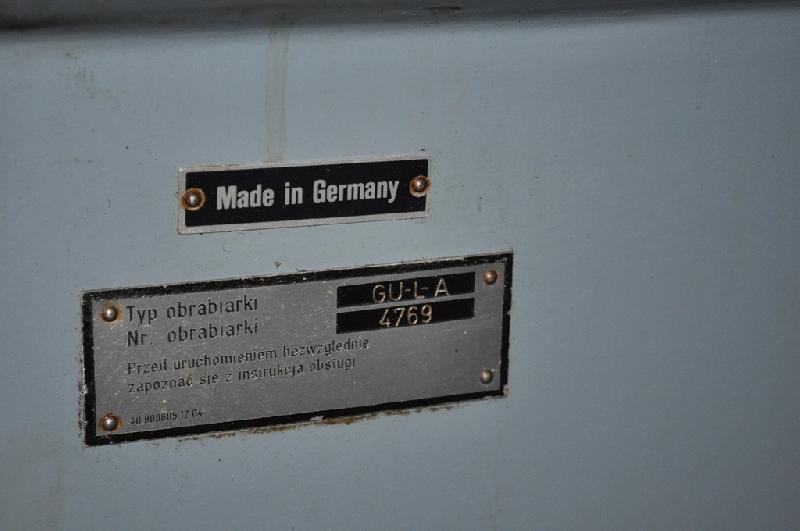 Made in Germany
Typ obrabiarki GU-L-A
Nr. obrabiarki 4769
Przed uruchomieniem bezwzględnie
zapoznać się z instrukcją obsługi